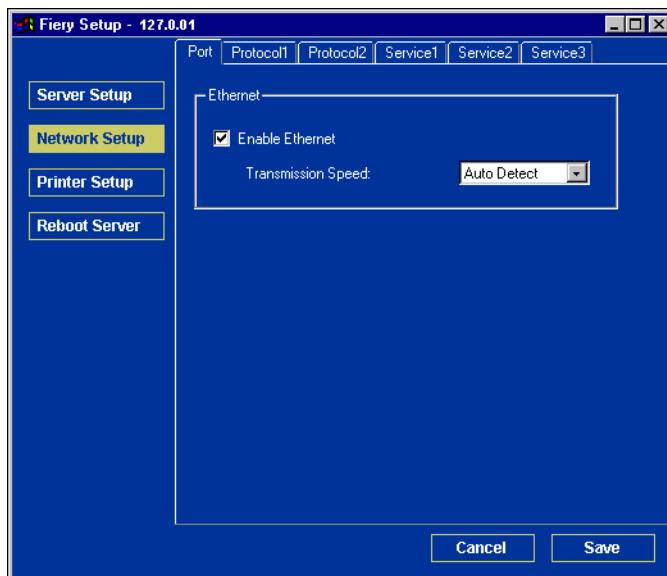 Fiery Setup - 127.0.01
Port Protocol1 Protocol2 Service1 Service2 Service3
Server Setup
Network Setup
Printer Setup
Reboot Server
Ethernet
Enable Ethernet
Transmission Speed: Auto Detect
Cancel Save